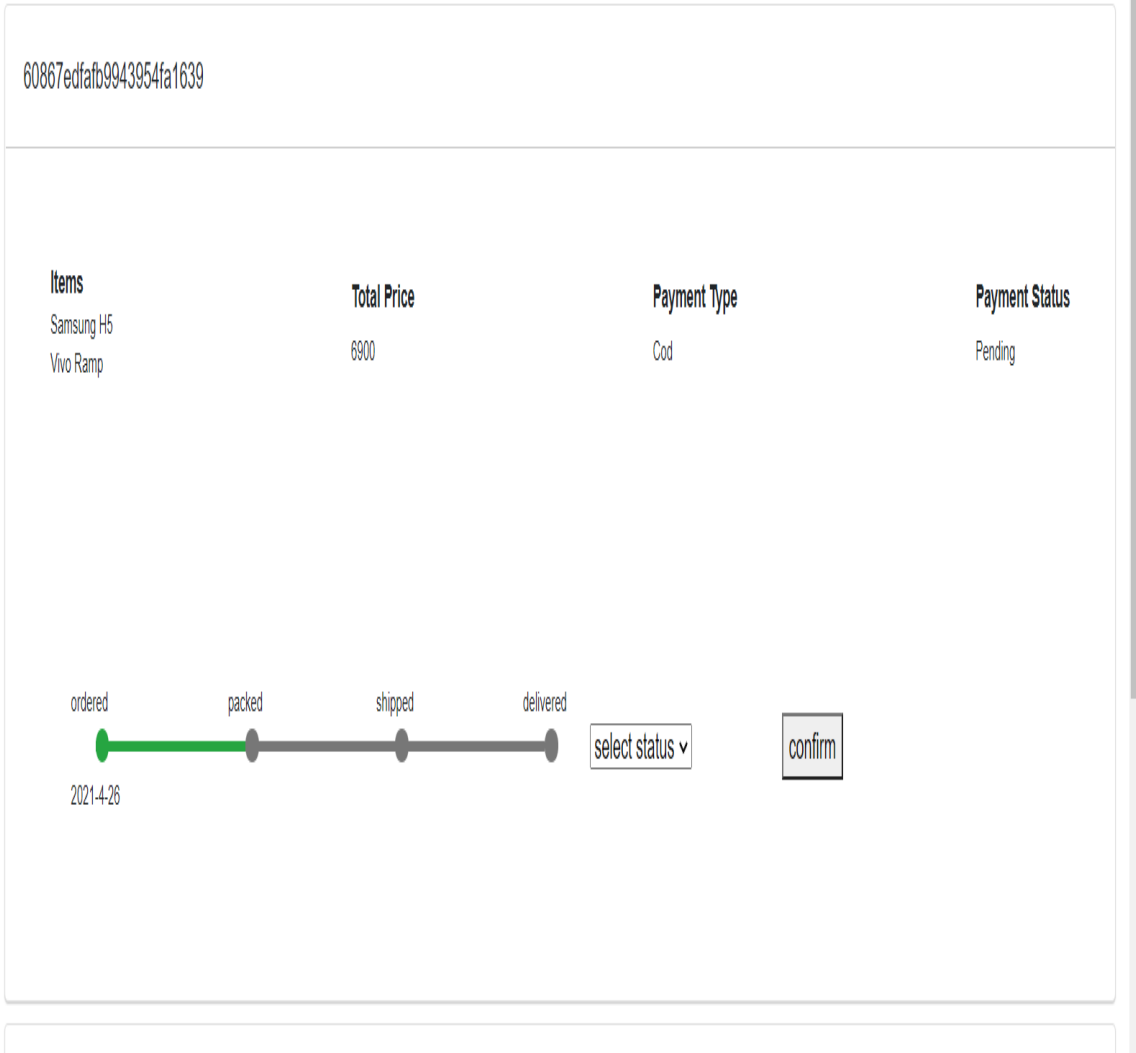 60867edfafb9943954fa1639
Items
Samsung H5
Vivo Ramp
Total Price
6900
Payment Type
Cod
Payment Status
Pending
ordered packed shipped delivered
select status confirm
2021-4-26